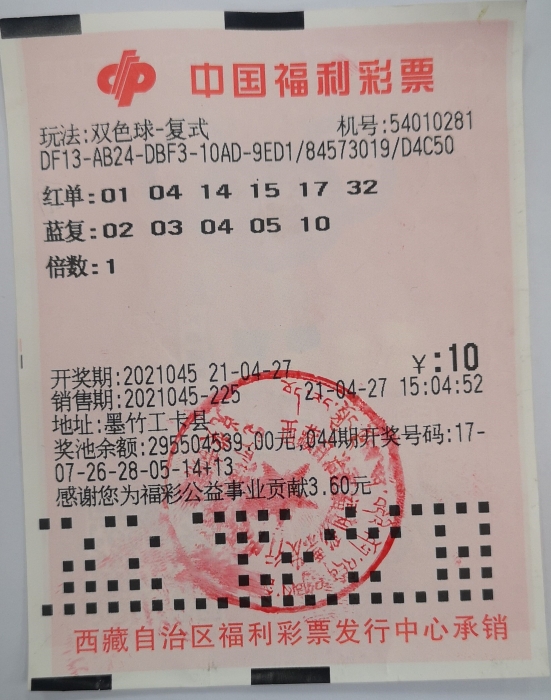 中国福利彩票
玩法:双色球-复式 机号:54010281
DF13-AB24-DBF3-10AD-9ED1/84573019/D4C50
红单:01 04 14 15 17 32
蓝复:02 03 04 05 10
倍数:1
¥:10
开奖期:2021045 21-04-27
销售期:2021045-225 21-04-27 15:04:52
地址:墨竹工卡县
奖池余额:295504539.00元,044期开奖号码:17-
07-26-28-05-14+13
感谢您为福彩公益事业贡献3.60元
西藏自治区福利彩票发行中心承销